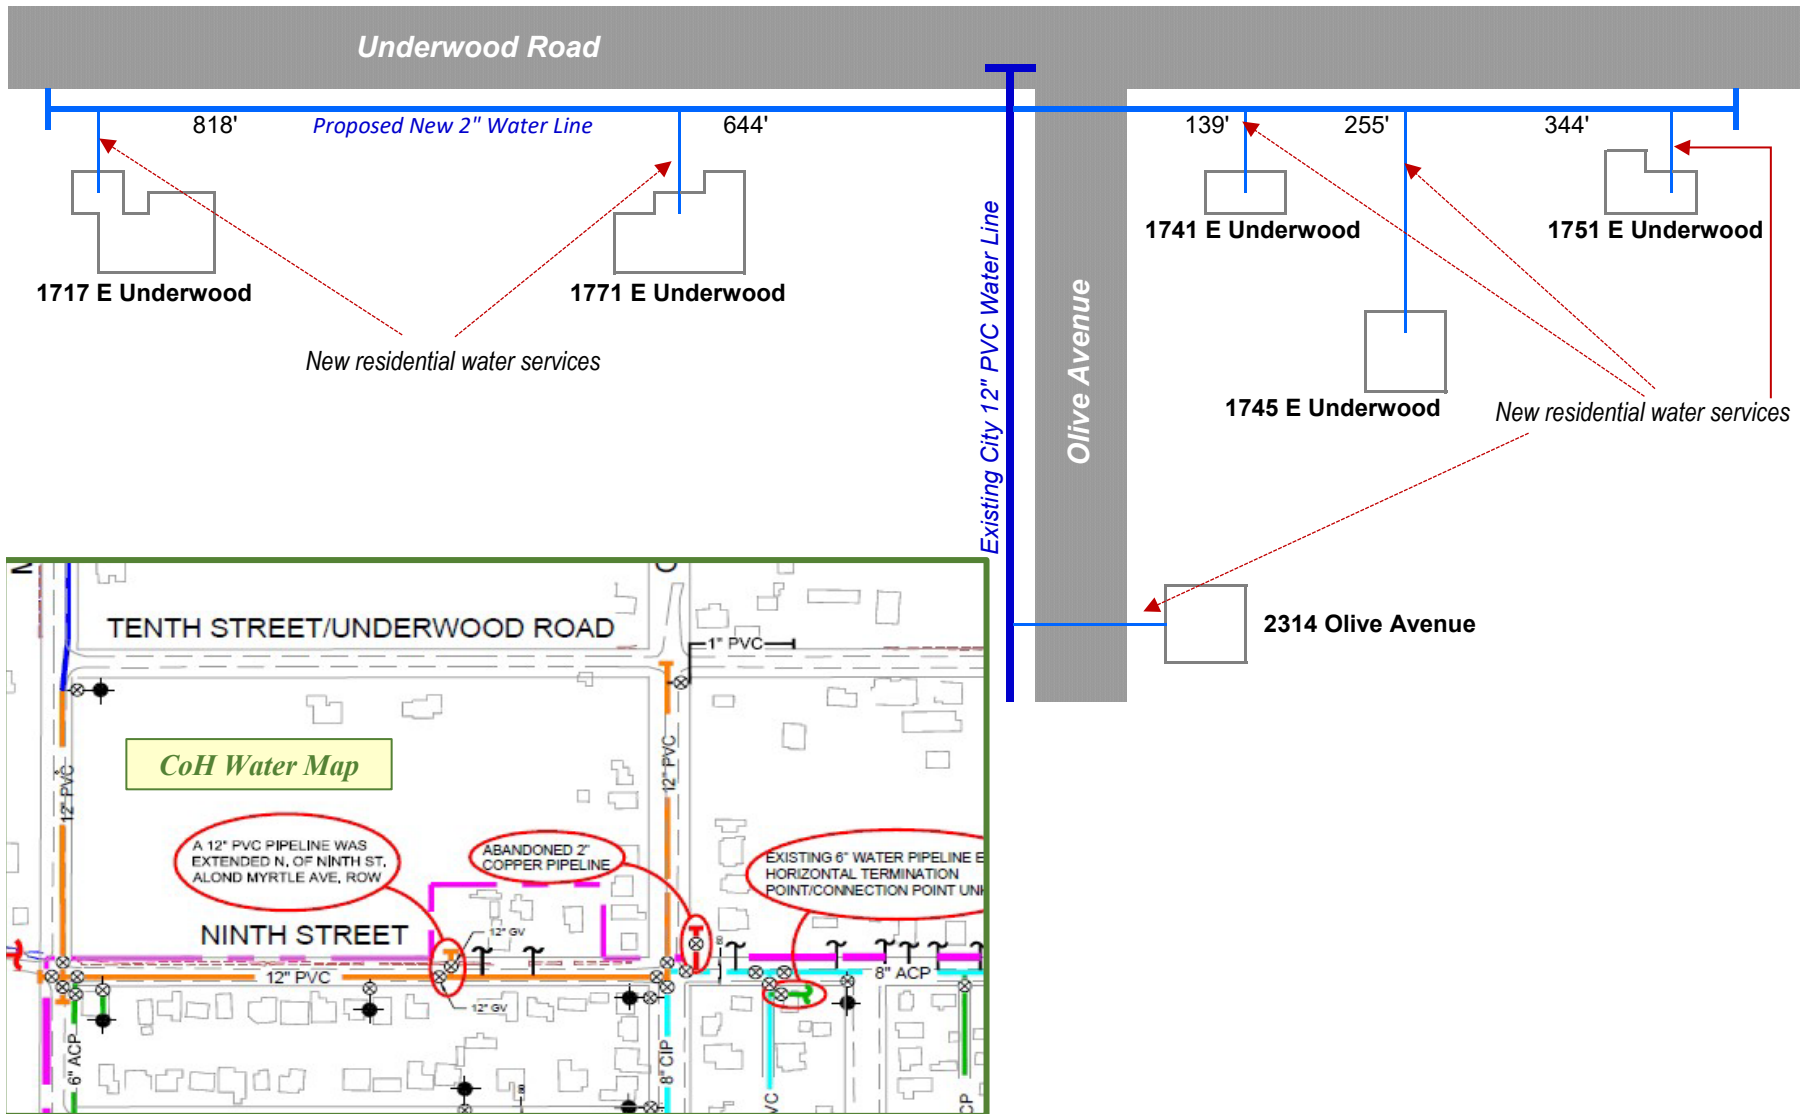 Underwood Road
818'
Proposed New 2" Water Line
644'
139'
255'
344'
1717 E Underwood
1771 E Underwood
1741 E Underwood
1751 E Underwood
1745 E Underwood
New residential water services
New residential water services
Existing City 12" PVC Water Line
Olive Avenue
2314 Olive Avenue
TENTH STREET/UNDERWOOD ROAD
1" PVC
CoH Water Map
12" PVC
12" PVC
A 12" PVC PIPELINE WAS
EXTENDED N. OF NINTH ST,
ALOND MYRTLE AVE, ROW
ABANDONED 2"
COPPER PIPELINE
EXISTING 6" WATER PIPELINE E
HORIZONTAL TERMINATION
POINT/CONNECTION POINT UN
NINTH STREET
12" GV
12" PVC
8" ACP
12" GV
6" ACP
8" CIP
VC
CP